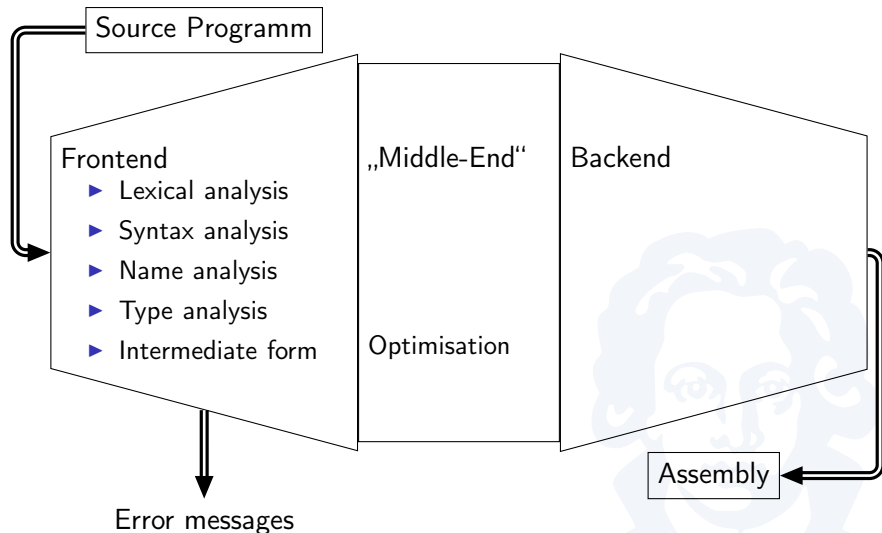 Source Programm
Frontend
Lexical analysis
Syntax analysis
Name analysis
Type analysis
Intermediate form
„Middle-End“
Optimisation
Backend
Assembly
Error messages